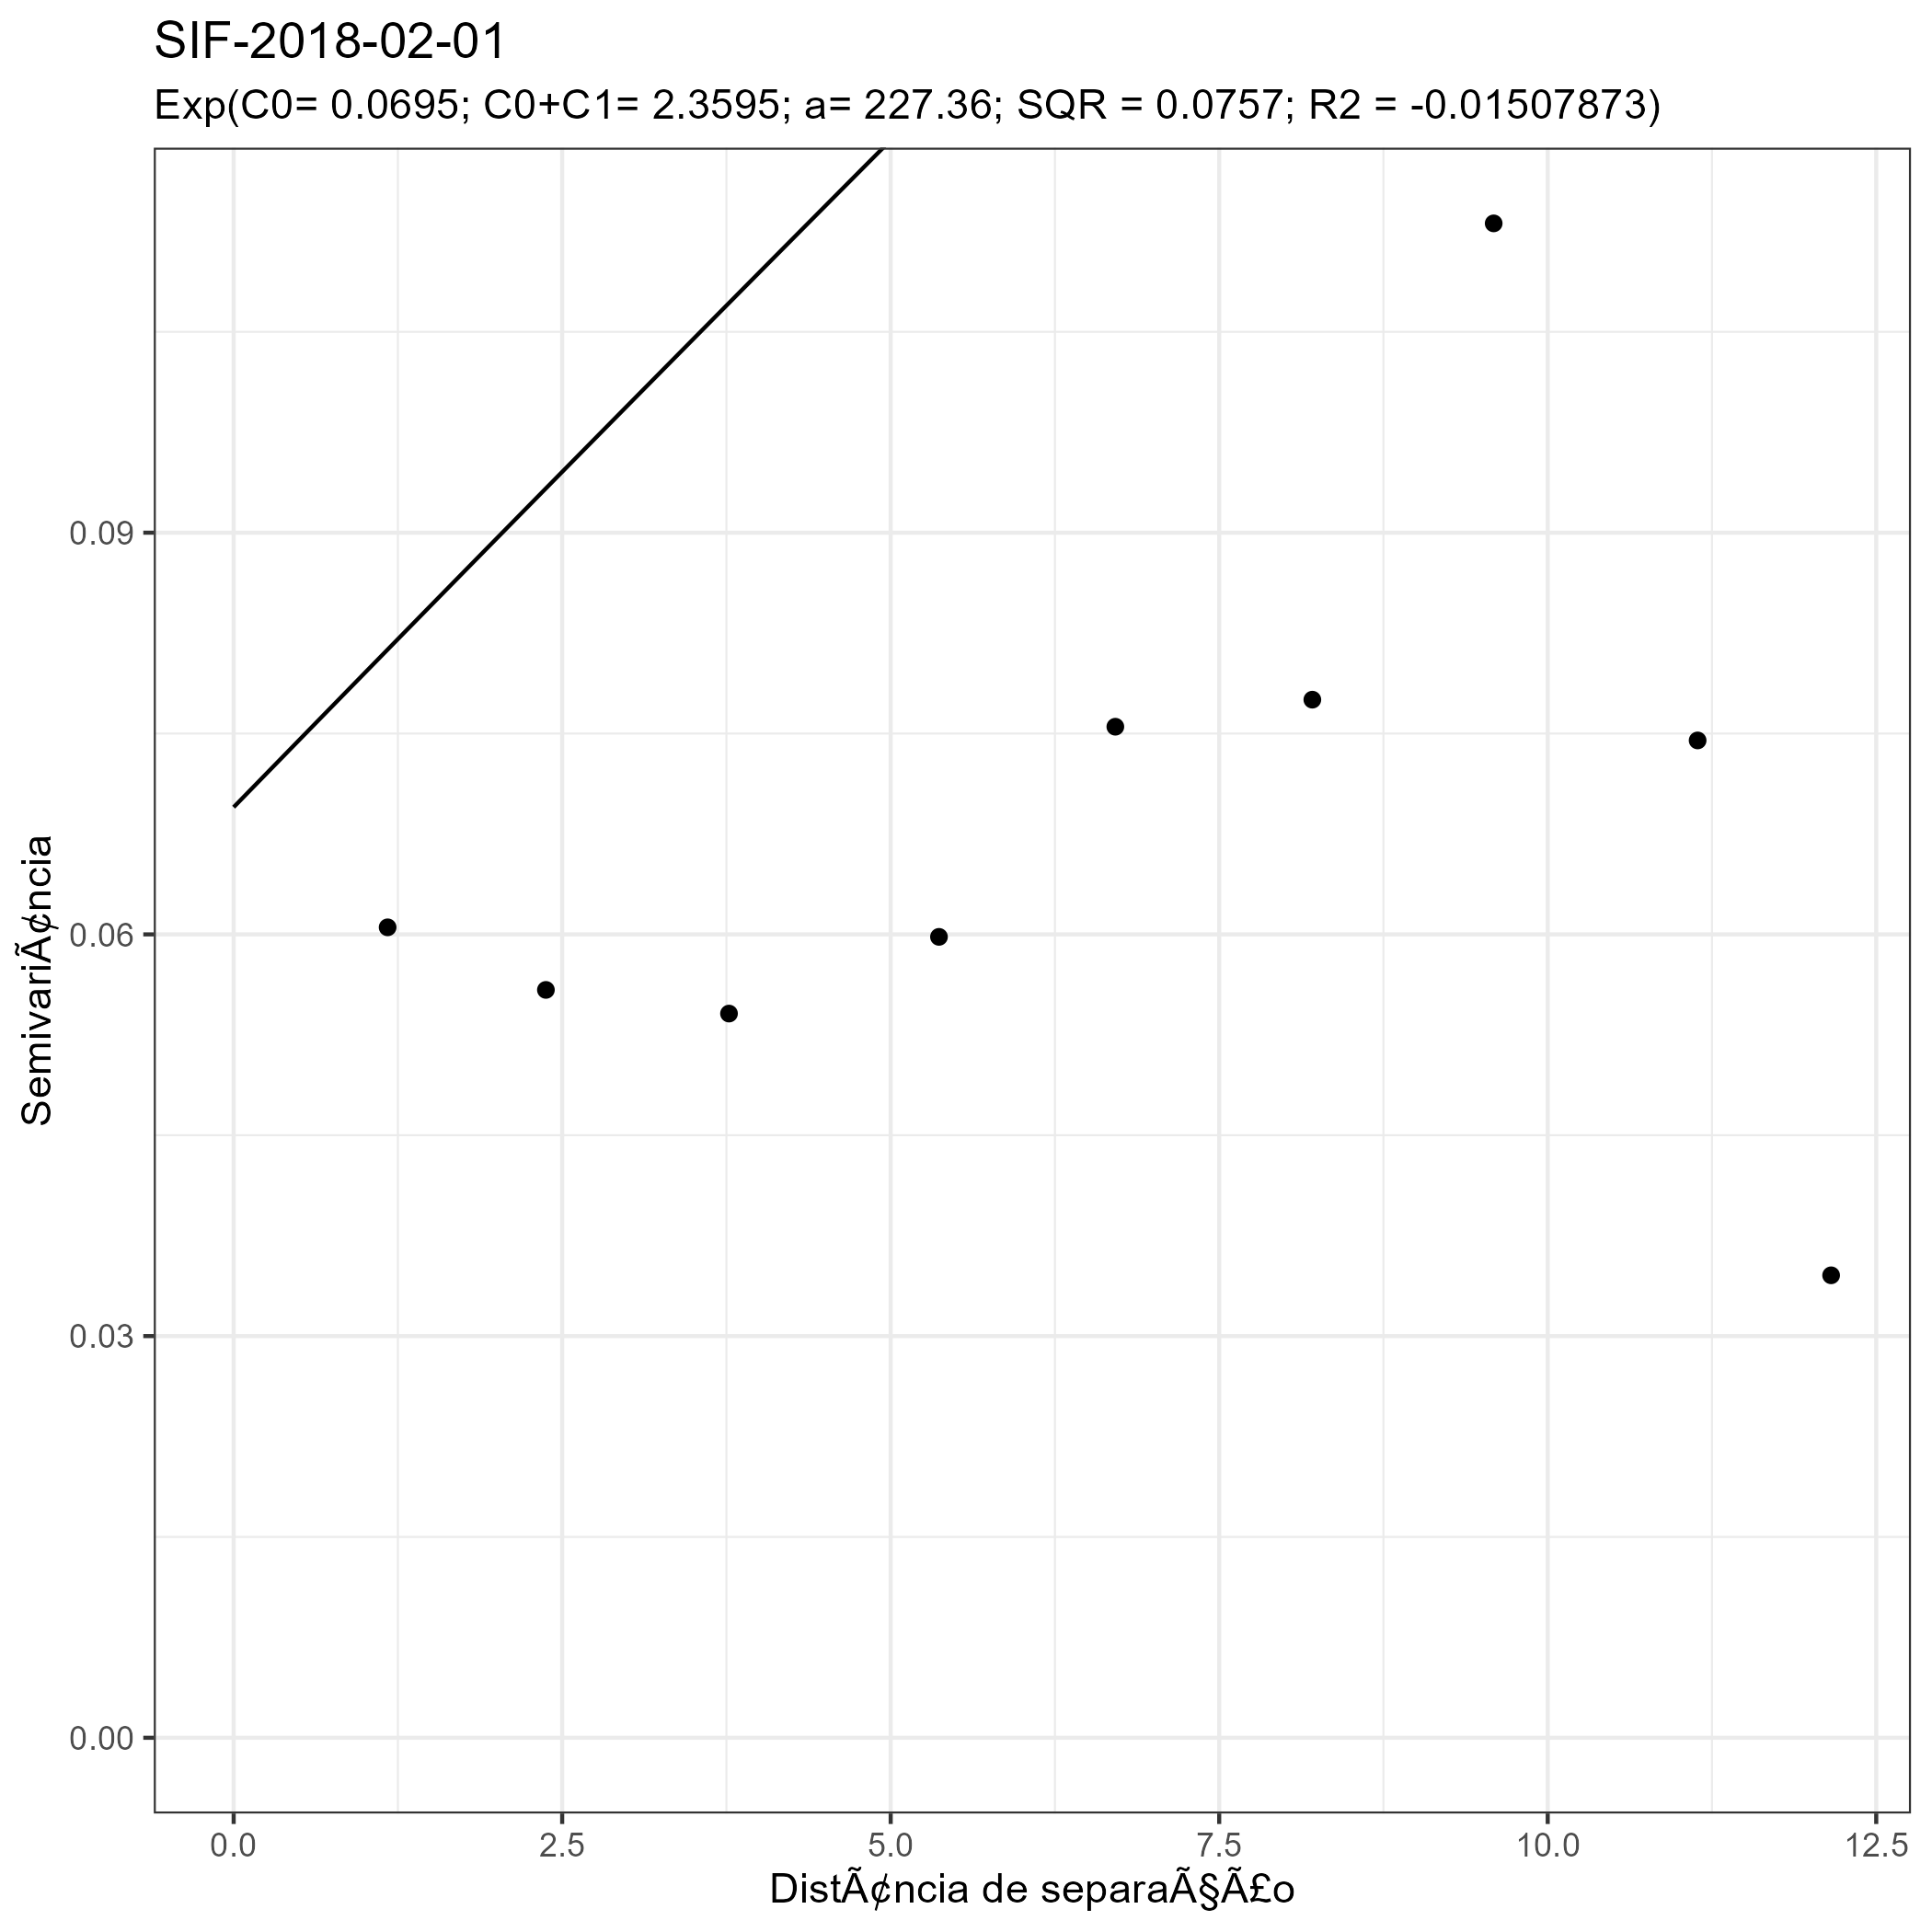 SIF-2018-02-01
Exp(C0= 0.0695; C0+C1= 2.3595; a= 227.36; SQR = 0.0757; R2 = -0.01507873)
SemivariÃ¢ncia
0.09
0.06
0.03
0.00
0.0 2.5 5.0 7.5 10.0 12.5
DistÃ¢ncia de separaÃ§Ã£o